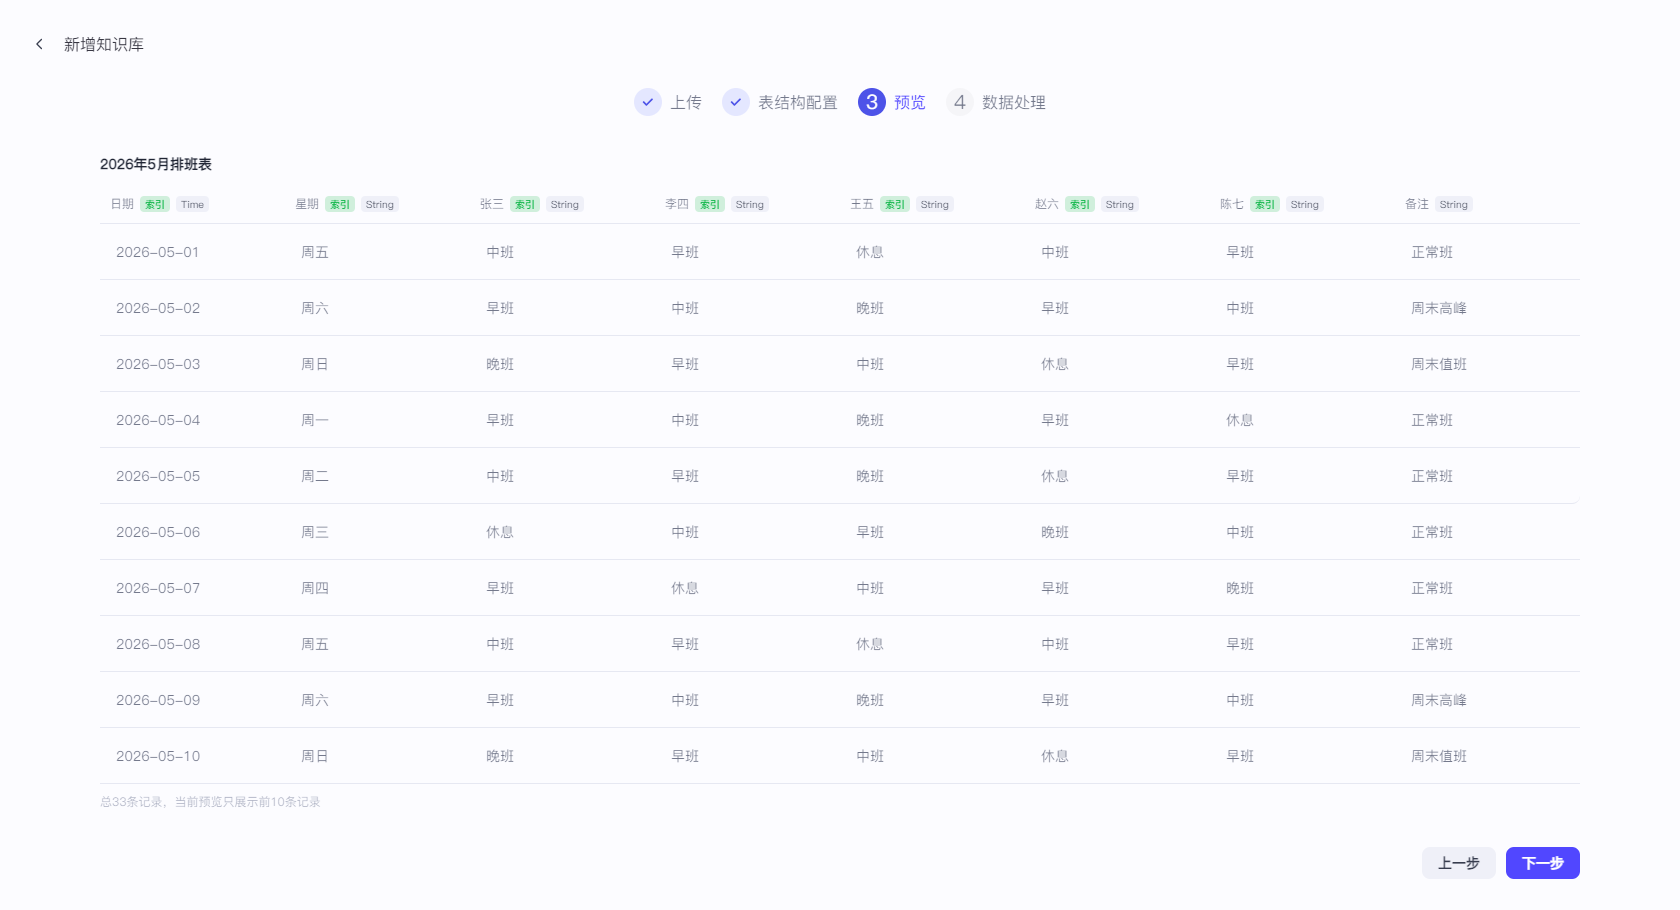 新增知识库
上传 表结构配置 3 预览 4 数据处理
2026年5月排班表
日期 索引 Time 星期 索引 String 张三 索引 String 李四 索引 String 王五 索引 String 赵六 索引 String 陈七 索引 String 备注 String
2026-05-01 周五 中班 早班 休息 中班 早班 正常班
2026-05-02 周六 早班 中班 晚班 早班 中班 周末高峰
2026-05-03 周日 晚班 早班 中班 休息 早班 周末值班
2026-05-04 周一 早班 中班 晚班 早班 休息 正常班
2026-05-05 周二 中班 早班 晚班 休息 早班 正常班
2026-05-06 周三 休息 中班 早班 晚班 中班 正常班
2026-05-07 周四 早班 休息 中班 早班 晚班 正常班
2026-05-08 周五 中班 早班 休息 中班 早班 正常班
2026-05-09 周六 早班 中班 晚班 早班 中班 周末高峰
2026-05-10 周日 晚班 早班 中班 休息 早班 周末值班
总33条记录，当前预览只展示前10条记录
上一步 下一步